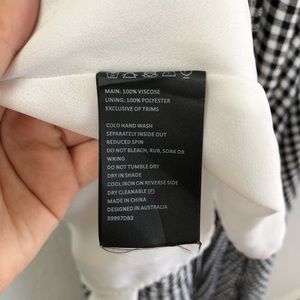 MAIN: 100% VISCOSE
LINING: 100% POLYESTER
EXCLUSIVE OF TRIMS
COLD HAND WASH
SEPARATELY INSIDE OUT
REDUCED SPIN
DO NOT BLEACH, RUB, SOAK OR
WRING
DO NOT TUMBLE DRY
DRY IN SHADE
COOL IRON ON REVERSE SIDE
DRY CLEANABLE (P)
MADE IN CHINA
DESIGNED IN AUSTRALIA
39997DB3